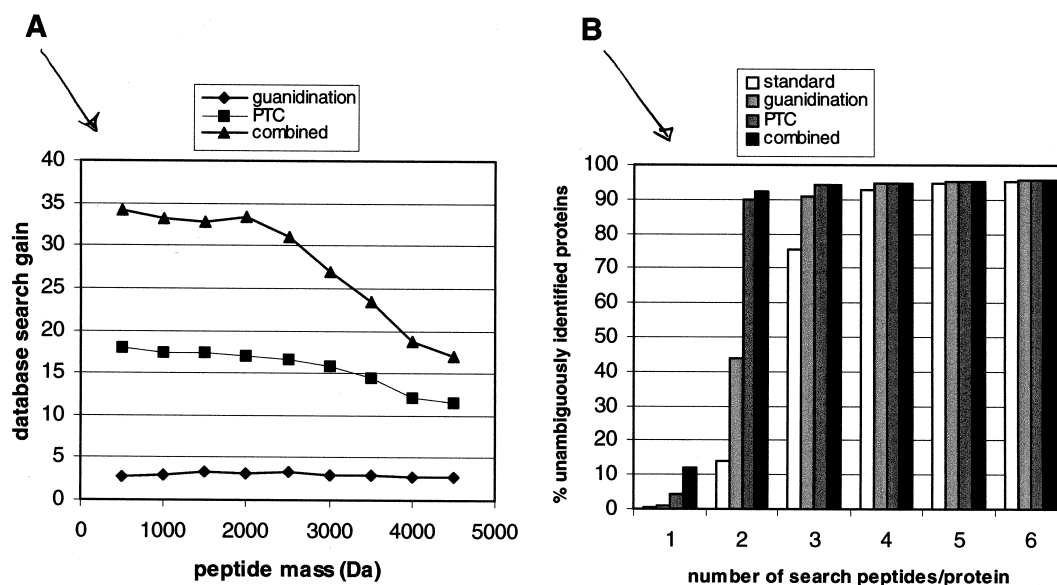 A
guanidination
PTC
combined
40
35
30
25
20
15
10
5
0
0 1000 2000 3000 4000 5000
database search gain
peptide mass (Da)
B
standard
guanidination
PTC
combined
100
90
80
70
60
50
40
30
20
10
0
1 2 3 4 5 6
% unambiguously identified proteins
number of search peptides/protein